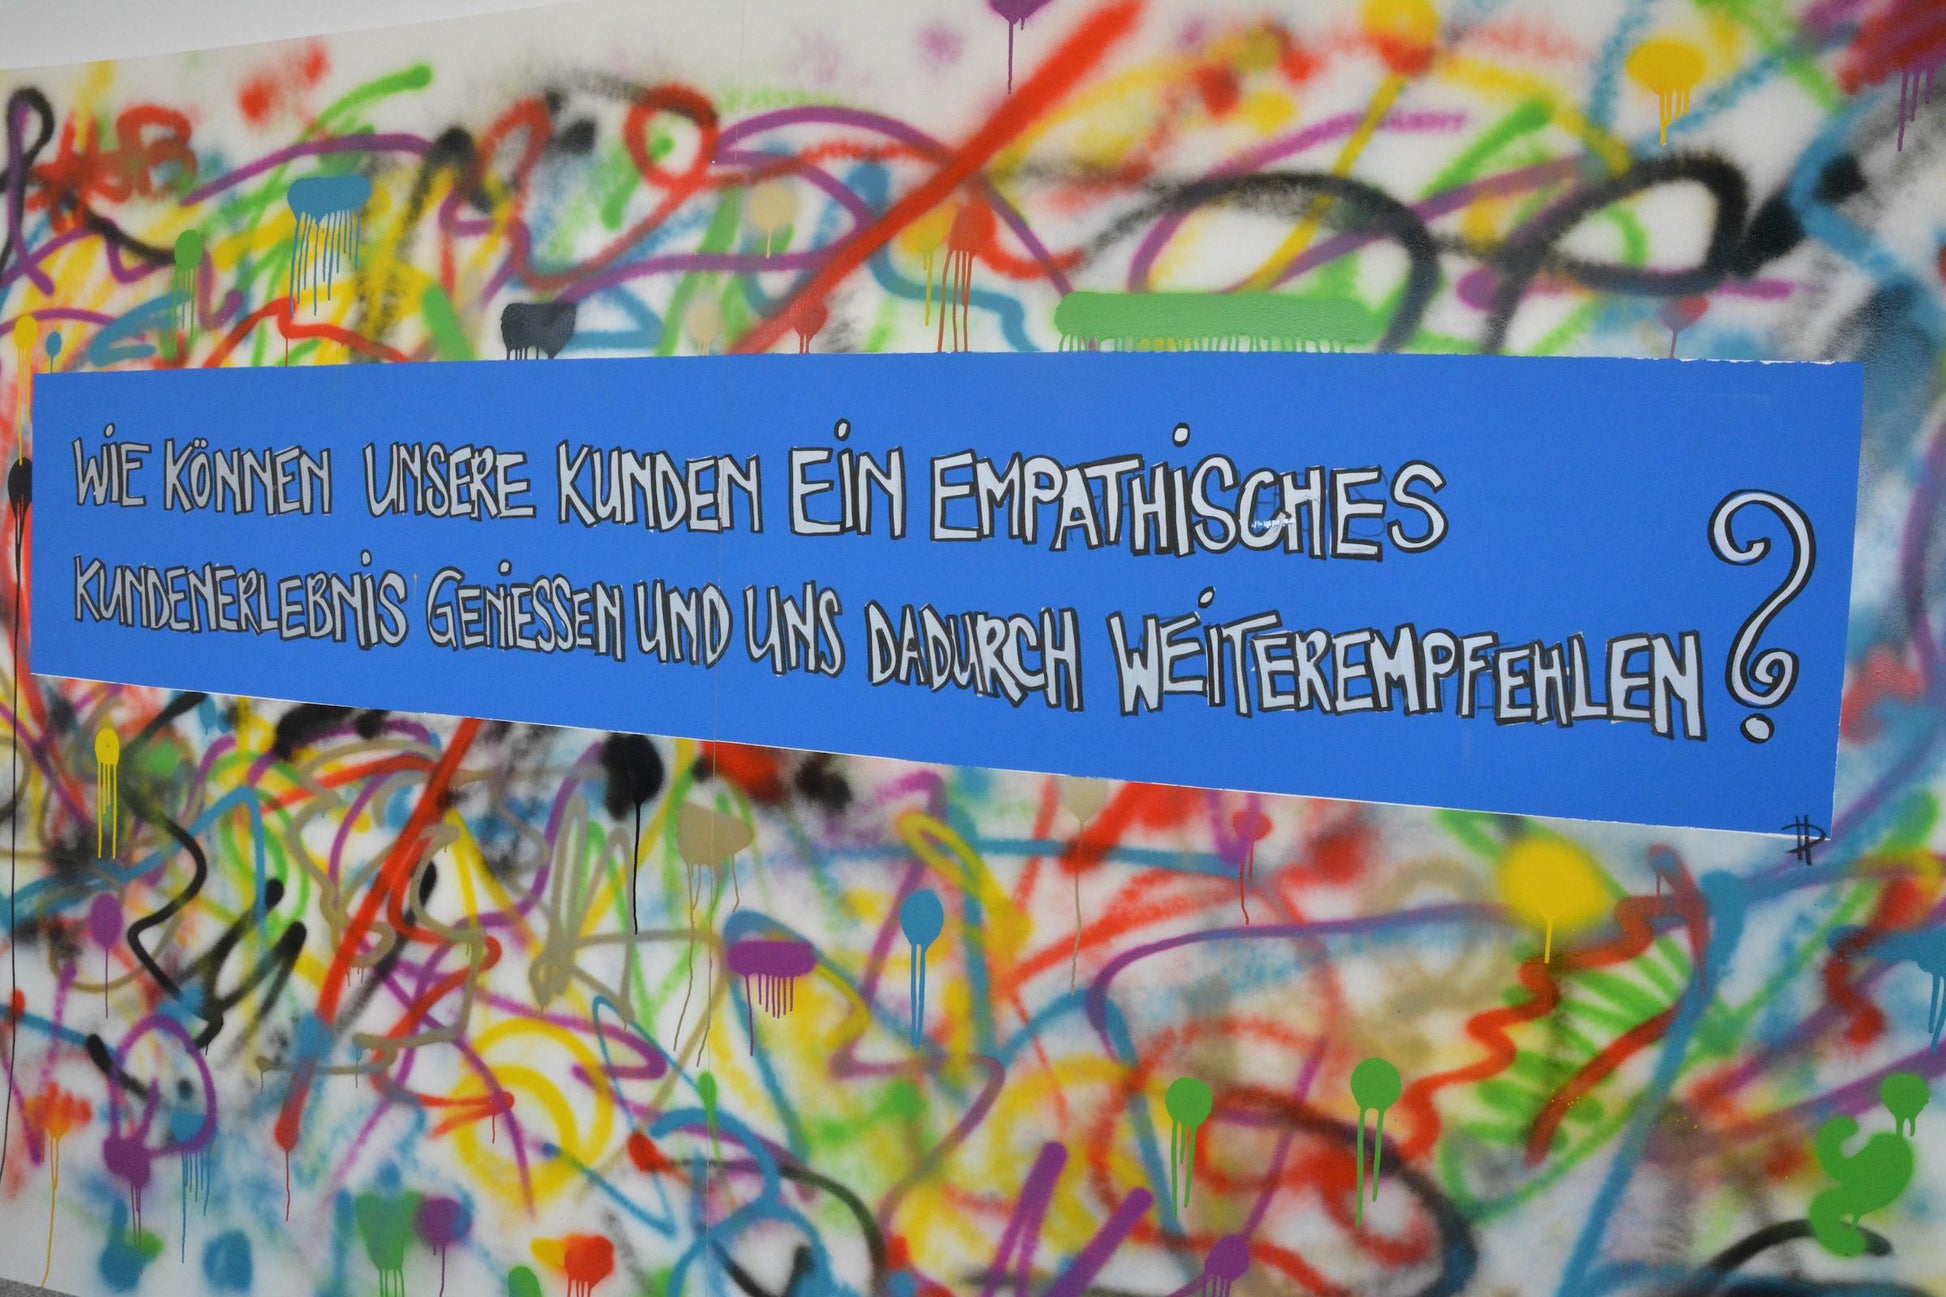 WiE KÖNNEN UNSERE KUNDEN EiN EMPATHiSCHES
KUNDENERLEBNiS GENiESSEN UND UNS DADURCH WEiTEREMPFEHLEN?